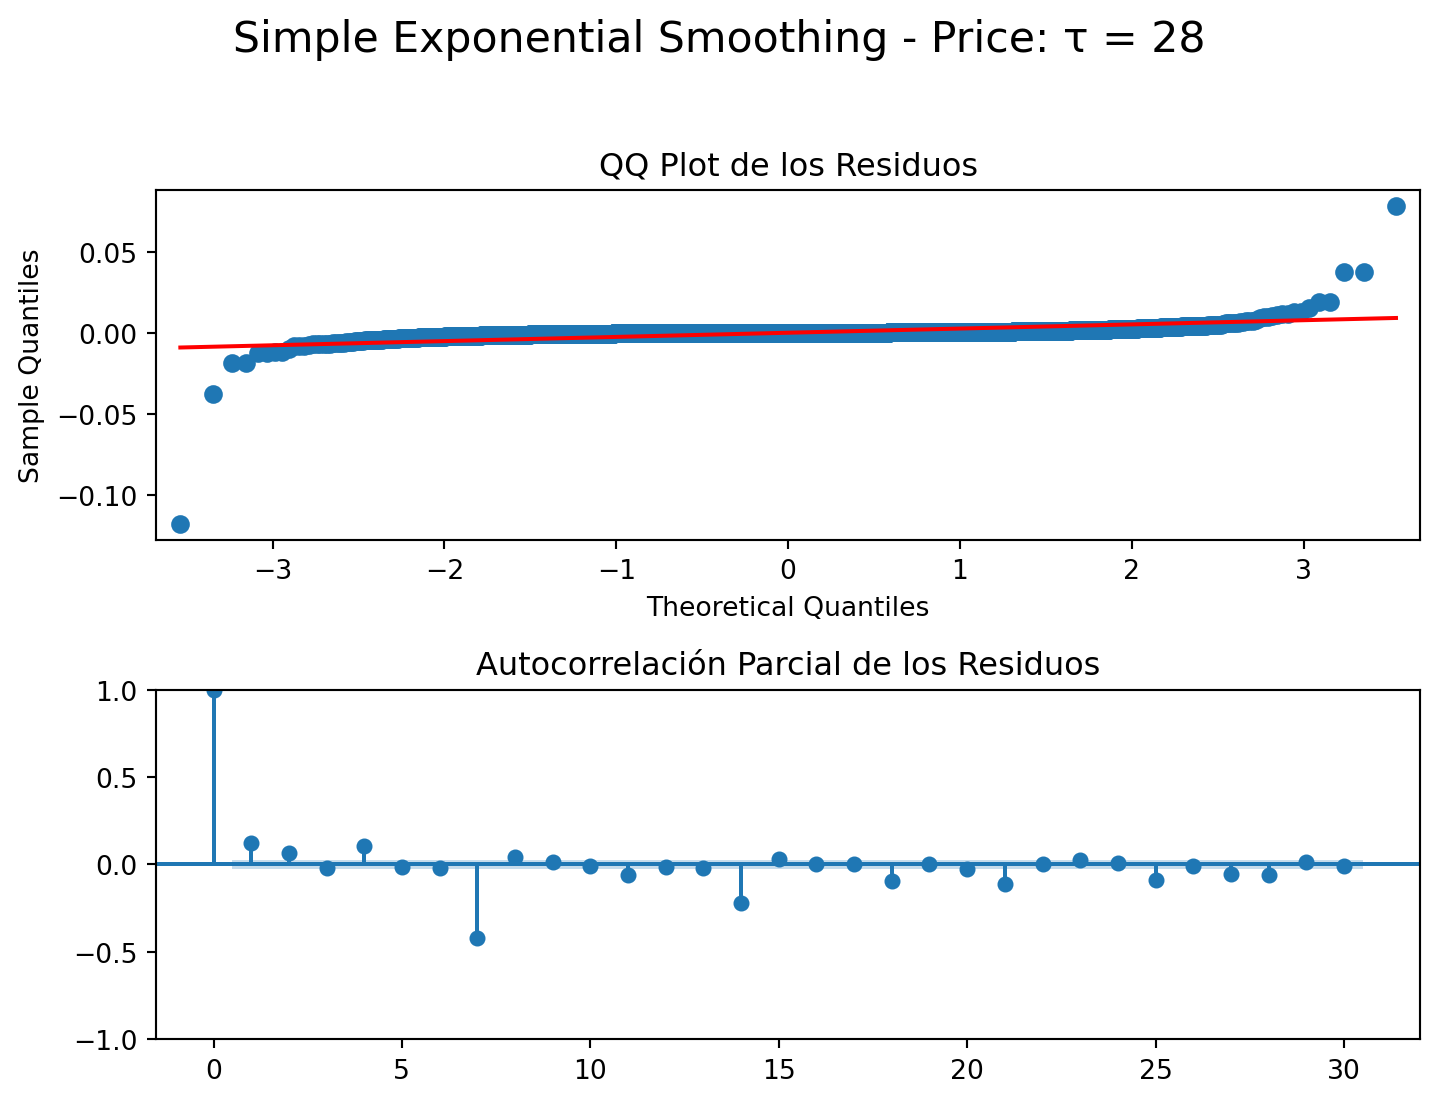 Simple Exponential Smoothing - Price: τ = 28
QQ Plot de los Residuos
0.05
0.00
−0.05
−0.10
Sample Quantiles
−3 −2 −1 0 1 2 3
Theoretical Quantiles
Autocorrelación Parcial de los Residuos
1.0
0.5
0.0
−0.5
−1.0
0 5 10 15 20 25 30